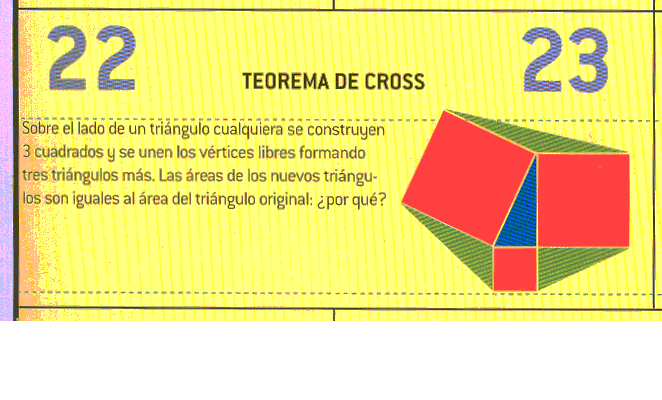 22
23
TEOREMA DE CROSS
Sobre el lado de un triángulo cualquiera se construyen
3 cuadrados y se unen los vértices libres formando
tres triángulos más. Las áreas de los nuevos triángu-
los son iguales al área del triángulo original: ¿por qué?